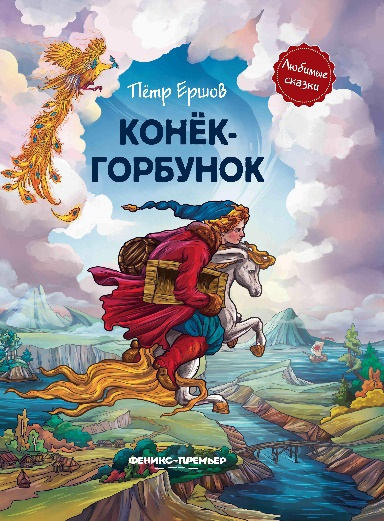 Пётр Ершов
Любимые
сказки
КОНЁК-
ГОРБУНОК
ФЕНИКС-ПРЕМЬЕР